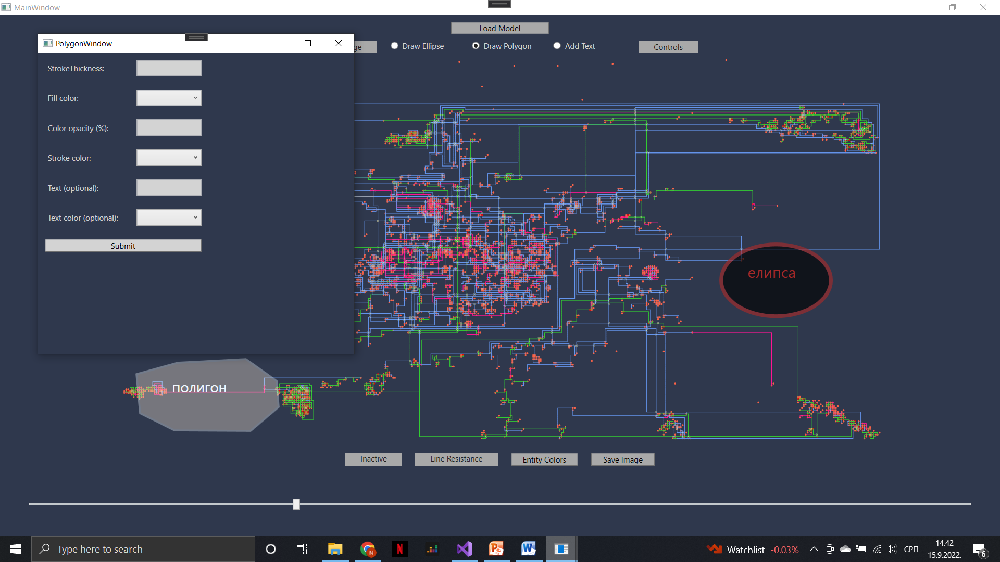 MainWindow
Load Model
PolygonWindow
ge
Draw Ellipse
Draw Polygon
Add Text
Controls
StrokeThickness:
Fill color:
Color opacity (%):
Stroke color:
Text (optional):
Text color (optional):
Submit
елипса
ПОЛИГОН
Inactive
Line Resistance
Entity Colors
Save Image
Type here to search
Watchlist -0.03%
СРП
14.42
15.9.2022.
6